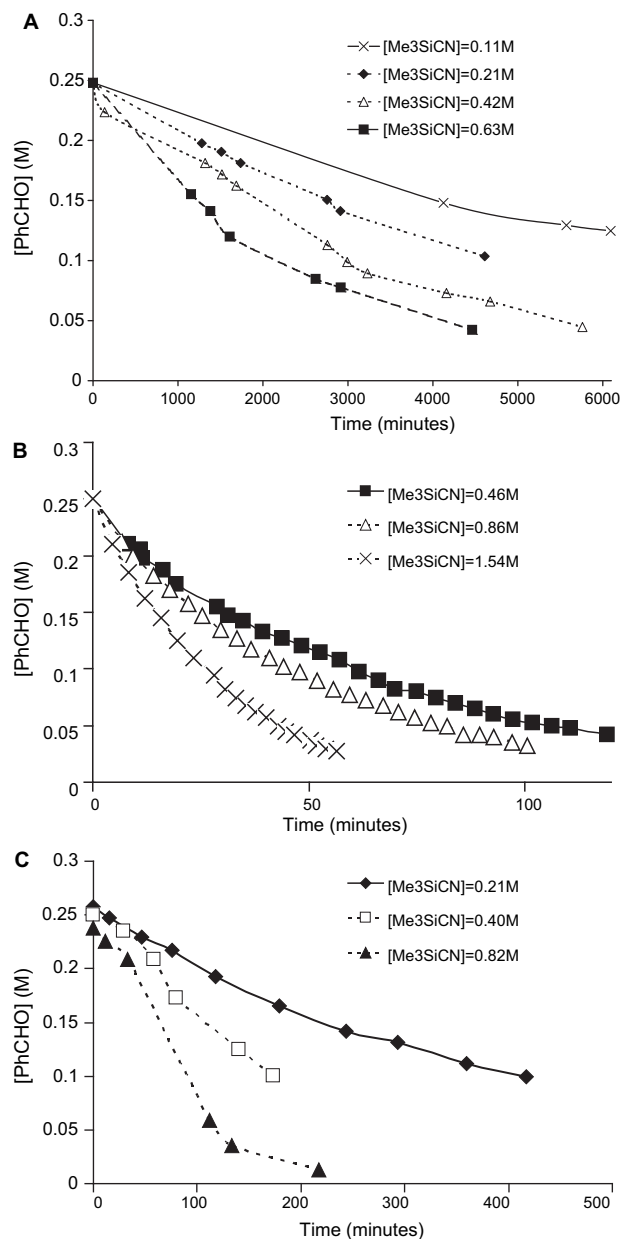 A
0.3
[Me3SiCN]=0.11M
[Me3SiCN]=0.21M
[Me3SiCN]=0.42M
[Me3SiCN]=0.63M
0.25
0.2
0.15
0.1
0.05
0
[PhCHO] (M)
0 1000 2000 3000 4000 5000 6000
Time (minutes)
B
0.3
[Me3SiCN]=0.46M
[Me3SiCN]=0.86M
[Me3SiCN]=1.54M
0.25
0.2
0.15
0.1
0.05
0
[PhCHO] (M)
0 50 100
Time (minutes)
C
0.3
[Me3SiCN]=0.21M
[Me3SiCN]=0.40M
[Me3SiCN]=0.82M
0.25
0.2
0.15
0.1
0.05
0
[PhCHO] (M)
0 100 200 300 400 500
Time (minutes)